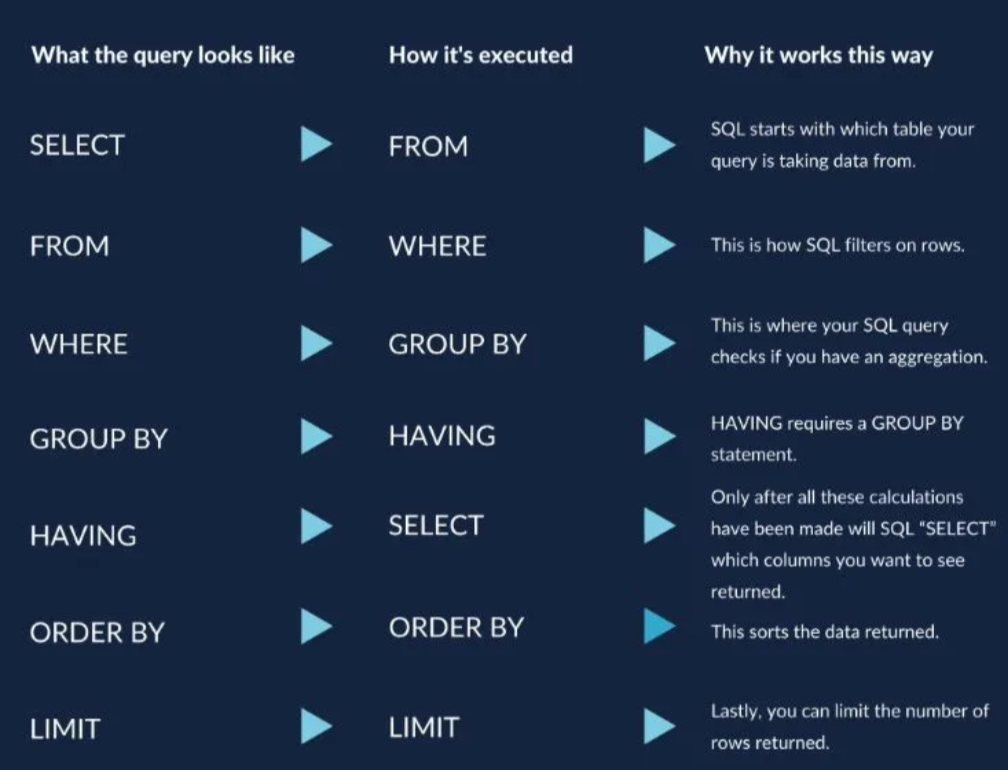 What the query looks like
How it's executed
Why it works this way
SELECT
FROM
SQL starts with which table your
query is taking data from.
FROM
WHERE
This is how SQL filters on rows.
WHERE
GROUP BY
This is where your SQL query
checks if you have an aggregation.
GROUP BY
HAVING
HAVING requires a GROUP BY
statement.
HAVING
SELECT
Only after all these calculations
have been made will SQL “SELECT”
which columns you want to see
returned.
ORDER BY
ORDER BY
This sorts the data returned.
LIMIT
LIMIT
Lastly, you can limit the number of
rows returned.